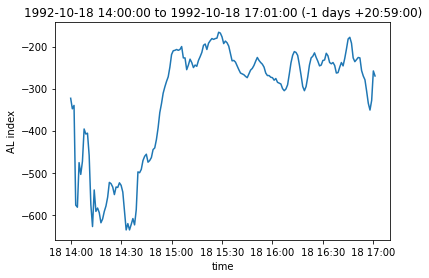 1992-10-18 14:00:00 to 1992-10-18 17:01:00 (-1 days +20:59:00)
−200
−300
−400
−500
−600
AL index
18 14:00 18 14:30 18 15:00 18 15:30 18 16:00 18 16:30 18 17:00
time